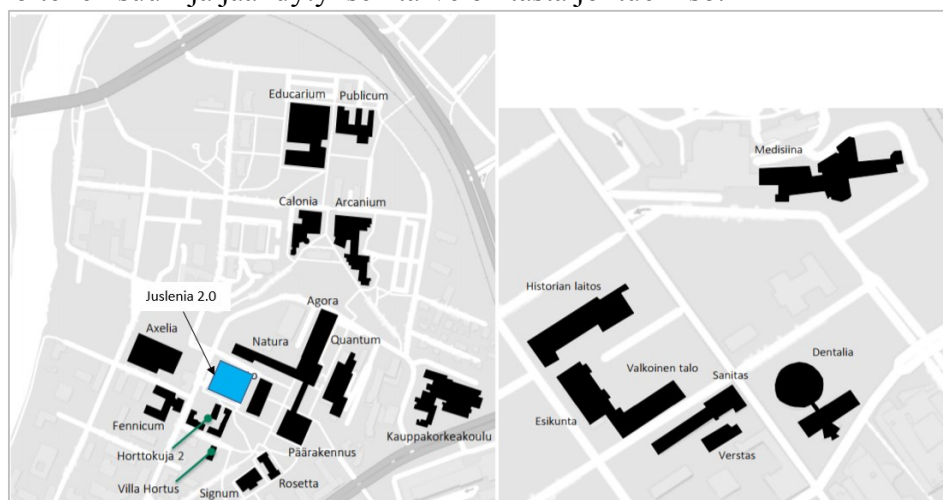 Educarium
Publicum
Calonia
Arcanium
Juslenia 2.0
Agora
Axelia
Natura
Quantum
Fennicum
Kauppakorkeakoulu
Horttokuja 2
Päärakennus
Villa Hortus
Rosetta
Signum
Medisiina
Historian laitos
Dentalia
Valkoinen talo
Sanitas
Esikunta
Verstas